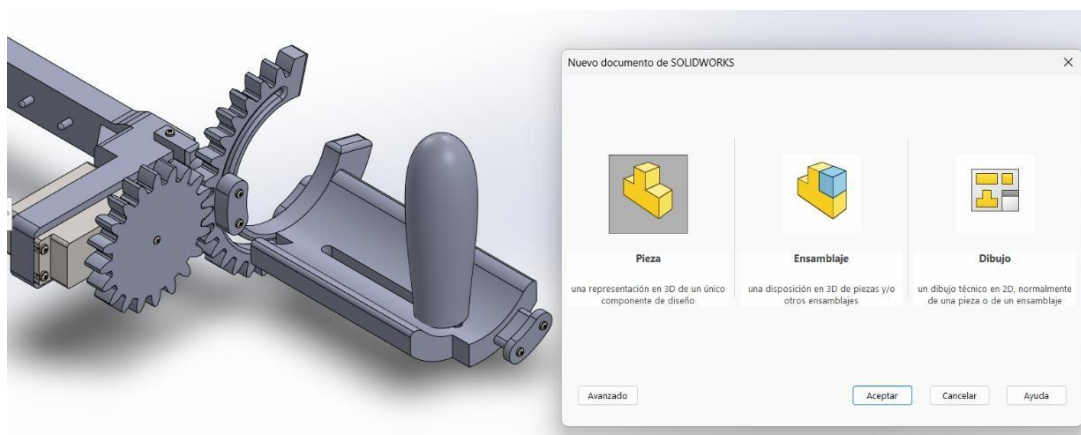 Nuevo documento de SOLIDWORKS
Pieza
una representación en 3D de un único
componente de diseño
Ensamblaje
una disposición en 3D de piezas y/o
otros ensamblajes
Dibujo
un dibujo técnico en 2D, normalmente
de una pieza o de un ensamblaje
Avanzado
Aceptar
Cancelar
Ayuda